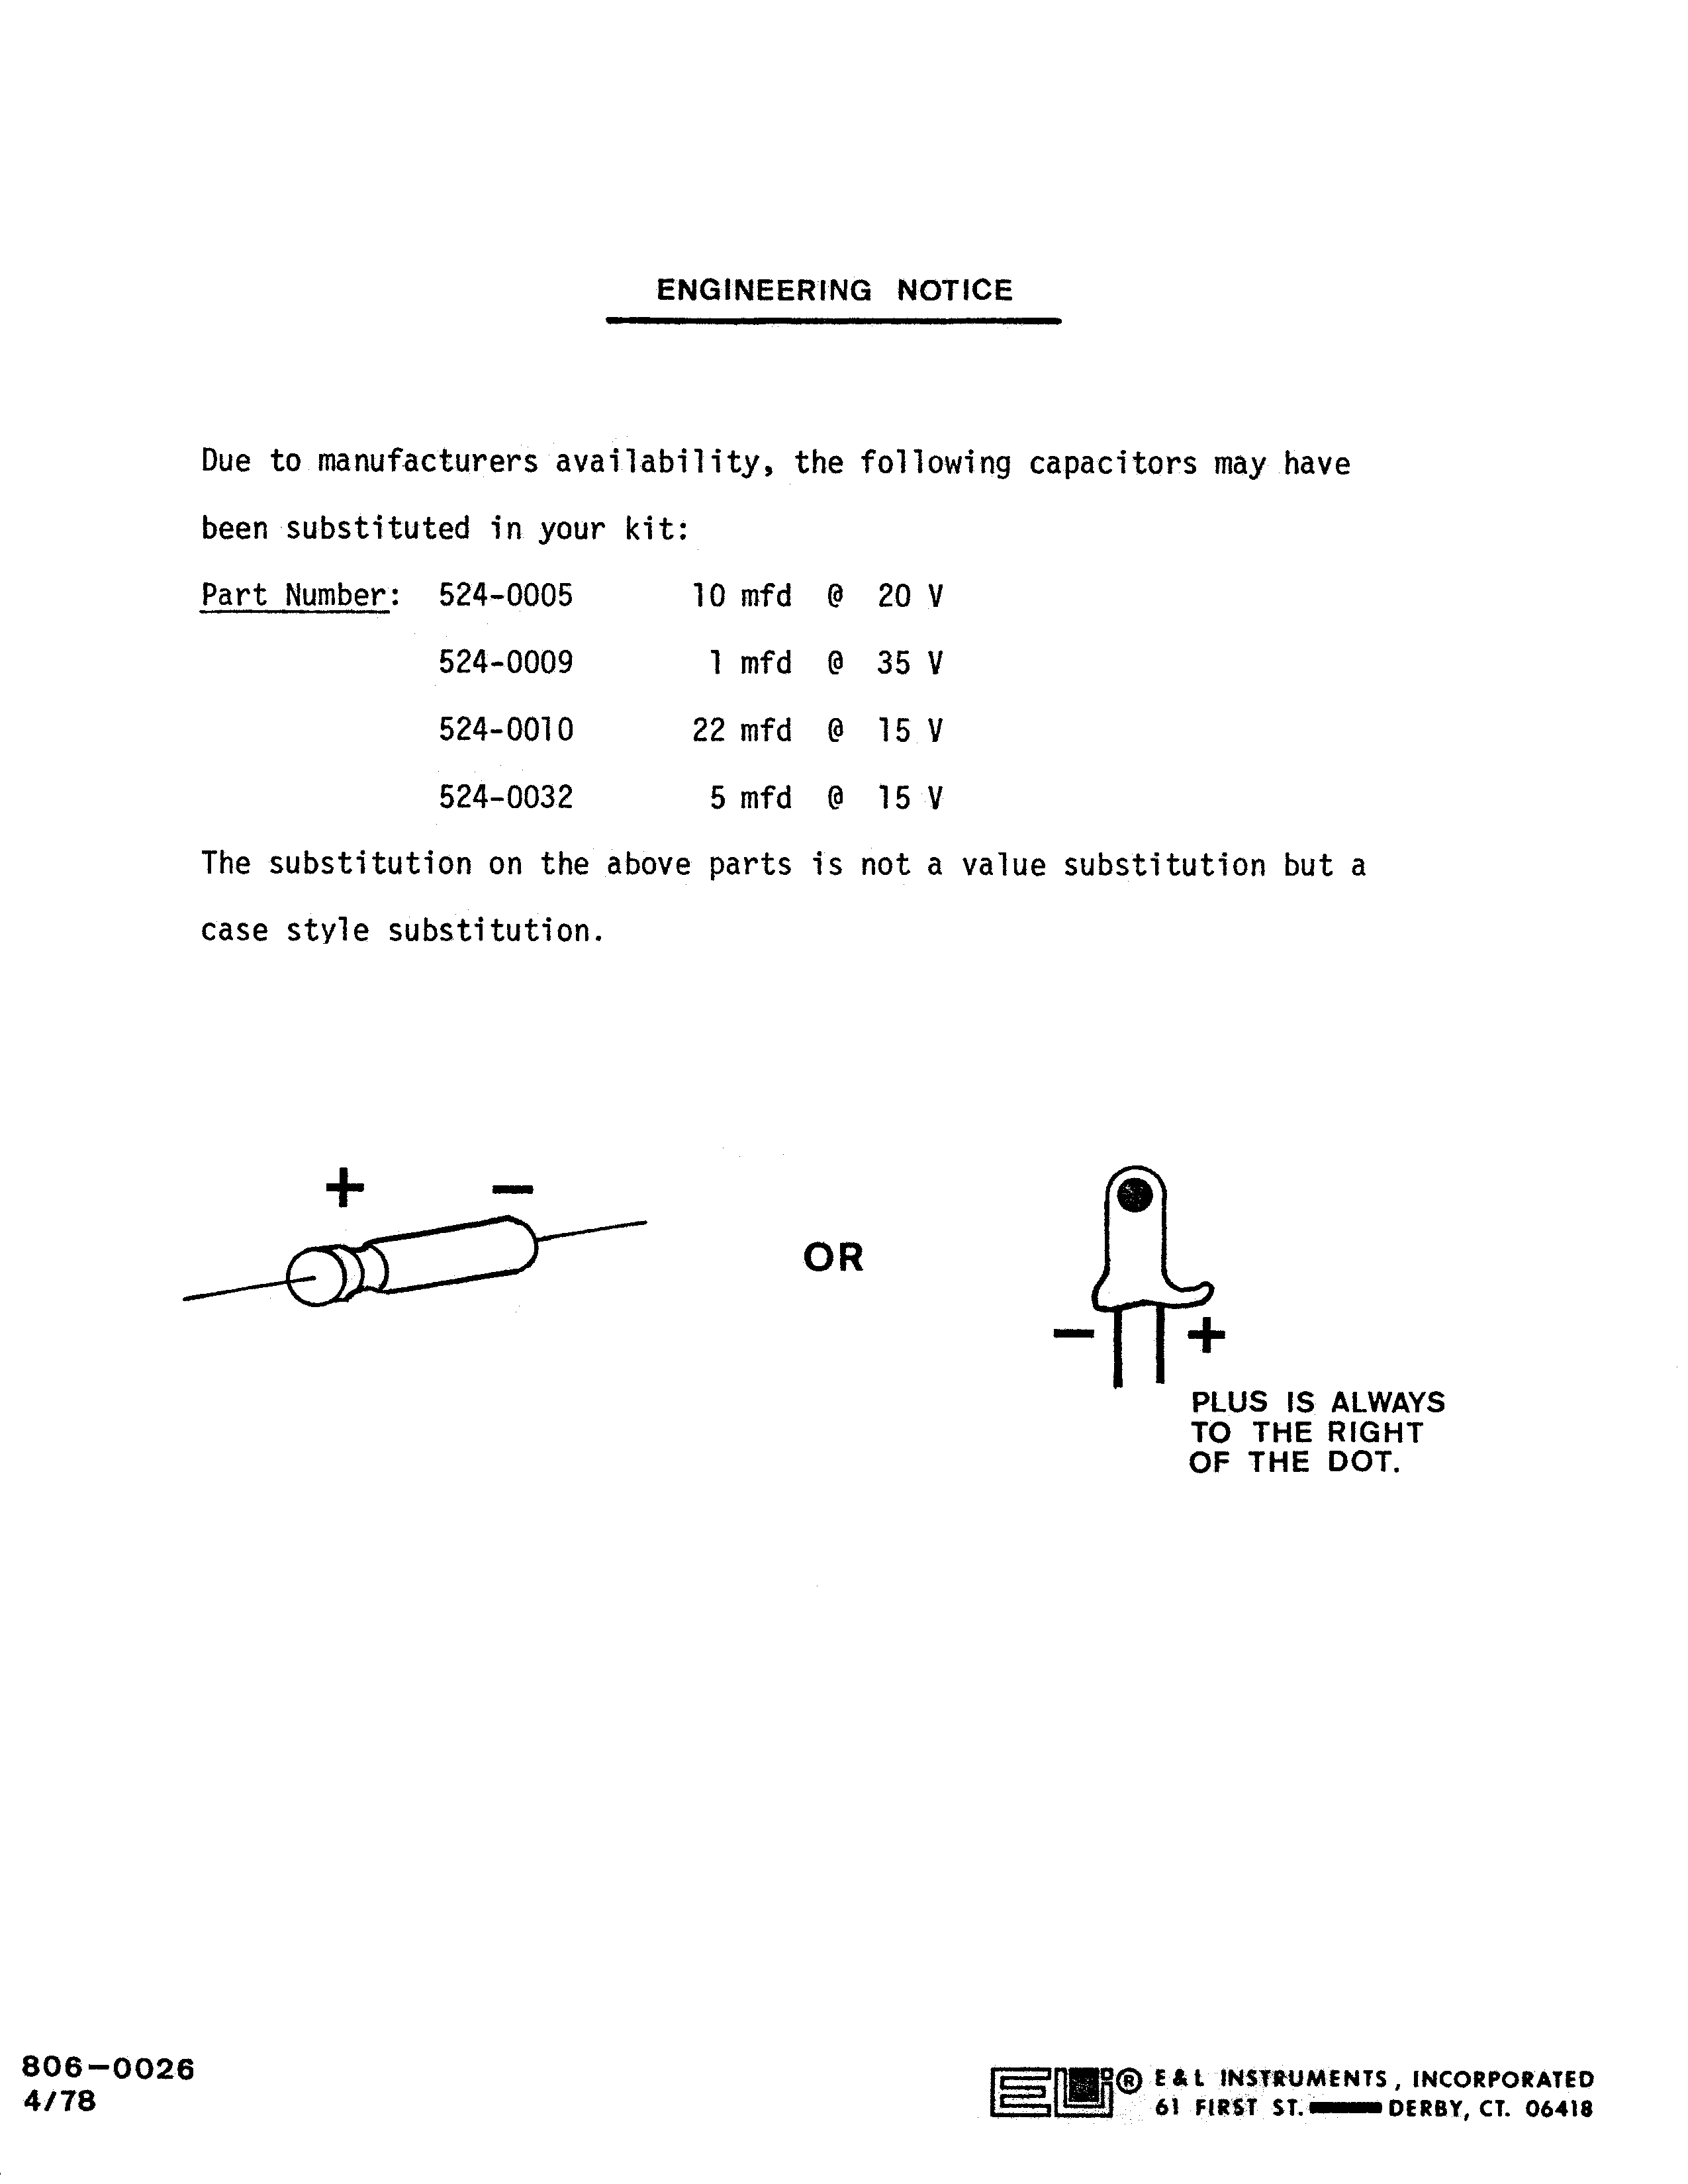 ENGINEERING NOTICE
Due to manufacturers availability, the following capacitors may have
been substituted in your kit:
Part Number: 524-0005 10 mfd @ 20 V
524-0009 1 mfd @ 35 V
524-0010 22 mfd @ 15 V
524-0032 5 mfd @ 15 V
The substitution on the above parts is not a value substitution but a
case style substitution.
+ −
OR
− +
PLUS IS ALWAYS
TO THE RIGHT
OF THE DOT.
806-0026
4/78
ELI® E & L INSTRUMENTS, INCORPORATED
61 FIRST ST. — DERBY, CT. 06418